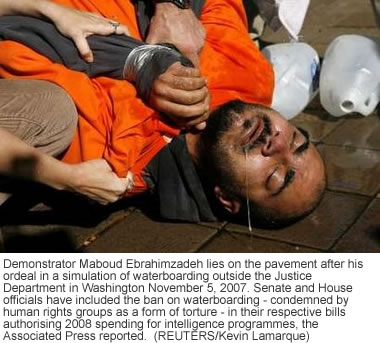 Demonstrator Maboud Ebrahimzadeh lies on the pavement after his
ordeal in a simulation of waterboarding outside the Justice
Department in Washington November 5, 2007. Senate and House
officials have included the ban on waterboarding - condemned by
human rights groups as a form of torture - in their respective bills
authorising 2008 spending for intelligence programmes, the
Associated Press reported.  (REUTERS/Kevin Lamarque)